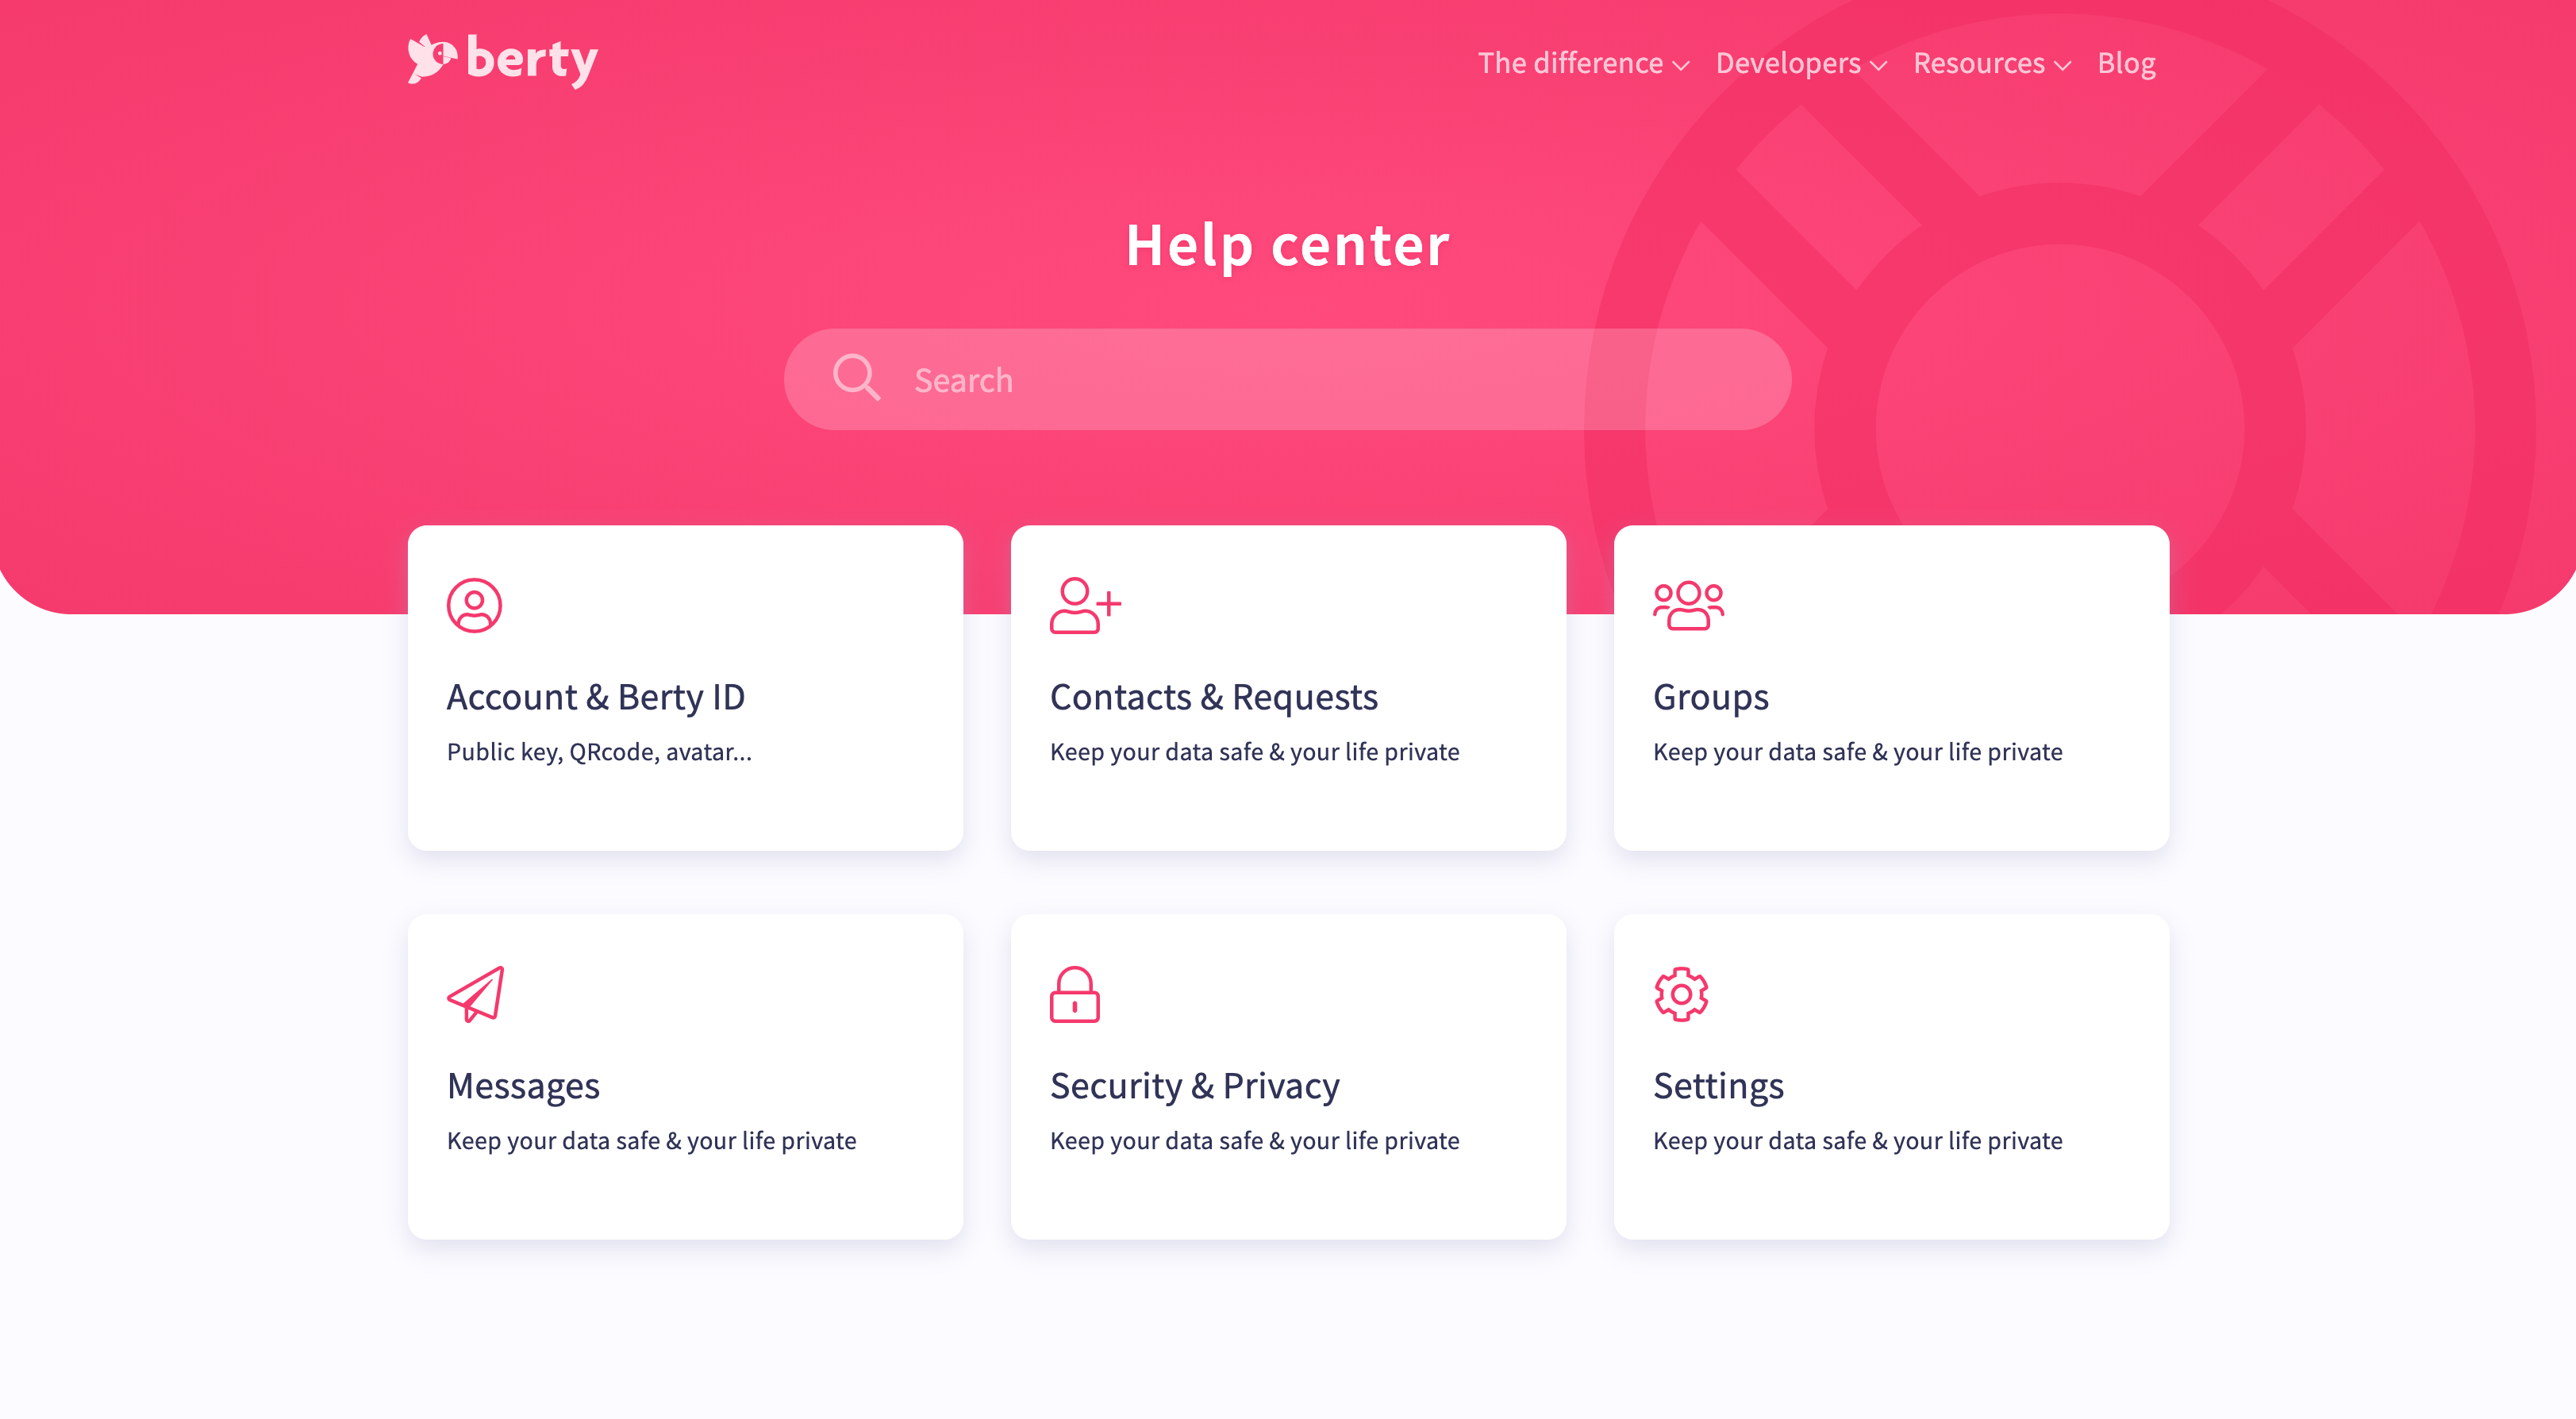 berty
The difference
Developers
Resources
Blog
Help center
Search
Account & Berty ID
Public key, QRcode, avatar...
Contacts & Requests
Keep your data safe & your life private
Groups
Keep your data safe & your life private
Messages
Keep your data safe & your life private
Security & Privacy
Keep your data safe & your life private
Settings
Keep your data safe & your life private